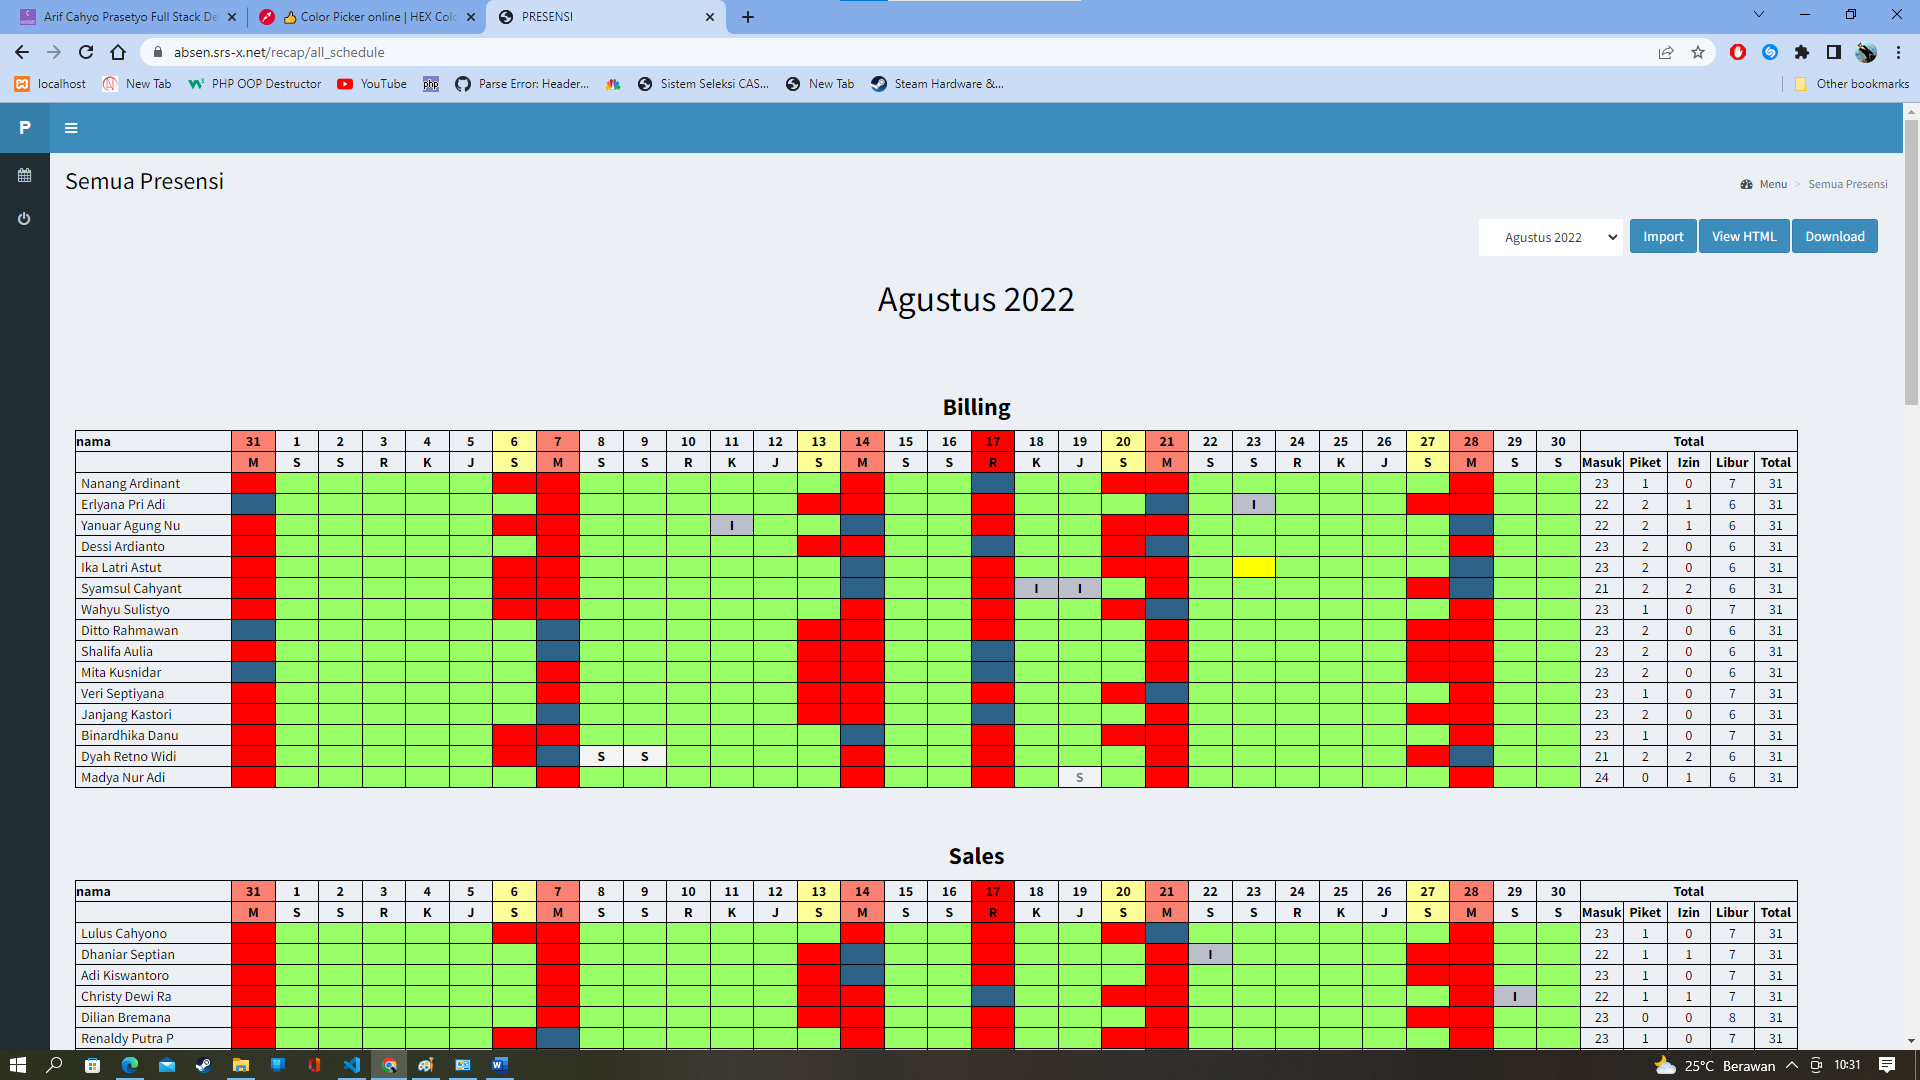 Arif Cahyo Prasetyo Full Stack De
👍 Color Picker online | HEX Colo
PRESENSI
absen.srs-x.net/recap/all_schedule
localhost
New Tab
PHP OOP Destructor
YouTube
php
Parse Error: Header...
Sistem Seleksi CAS...
New Tab
Steam Hardware &...
Other bookmarks
P
Semua Presensi
Menu > Semua Presensi
Agustus 2022
Import
View HTML
Download
Agustus 2022
Billing
nama 31 1 2 3 4 5 6 7 8 9 10 11 12 13 14 15 16 17 18 19 20 21 22 23 24 25 26 27 28 29 30 Total
M S S R K J S M S S R K J S M S S R K J S M S S R K J S M S S Masuk Piket Izin Libur Total
Nanang Ardinant 23 1 0 7 31
Erlyana Pri Adi I 22 2 1 6 31
Yanuar Agung Nu I 22 2 1 6 31
Dessi Ardianto 23 2 0 6 31
Ika Latri Astut 23 2 0 6 31
Syamsul Cahyant I I 21 2 2 6 31
Wahyu Sulistyo 23 1 0 7 31
Ditto Rahmawan 23 2 0 6 31
Shalifa Aulia 23 2 0 6 31
Mita Kusnidar 23 2 0 6 31
Veri Septiyana 23 1 0 7 31
Janjang Kastori 23 2 0 6 31
Binardhika Danu 23 1 0 7 31
Dyah Retno Widi S S 21 2 2 6 31
Madya Nur Adi S 24 0 1 6 31
Sales
nama 31 1 2 3 4 5 6 7 8 9 10 11 12 13 14 15 16 17 18 19 20 21 22 23 24 25 26 27 28 29 30 Total
M S S R K J S M S S R K J S M S S R K J S M S S R K J S M S S Masuk Piket Izin Libur Total
Lulus Cahyono 23 1 0 7 31
Dhaniar Septian I 22 1 1 7 31
Adi Kiswantoro 23 1 0 7 31
Christy Dewi Ra I 22 1 1 7 31
Dilian Bremana 23 0 0 8 31
Renaldy Putra P 23 1 0 7 31
25°C Berawan 10:31